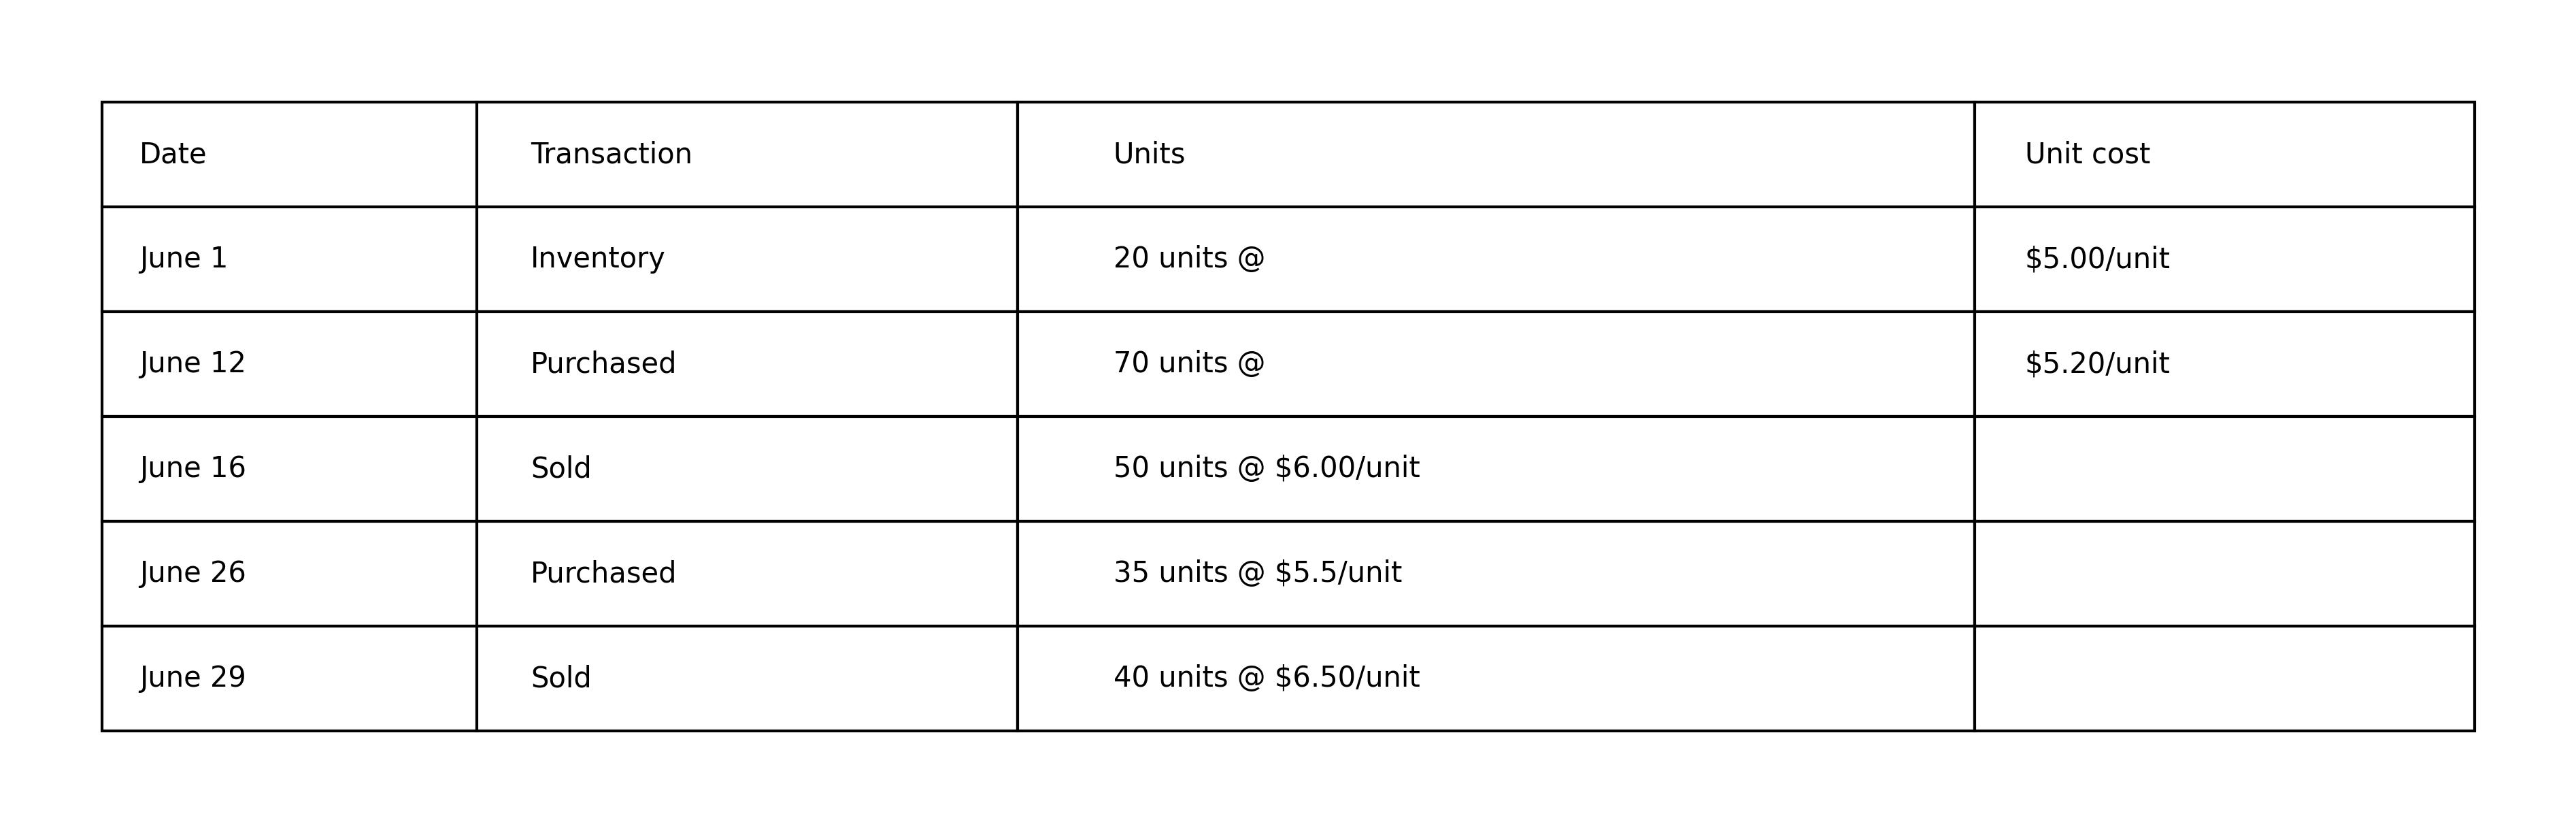 Date Transaction Units Unit cost
June 1 Inventory 20 units @ $5.00/unit
June 12 Purchased 70 units @ $5.20/unit
June 16 Sold 50 units @ $6.00/unit
June 26 Purchased 35 units @ $5.5/unit
June 29 Sold 40 units @ $6.50/unit